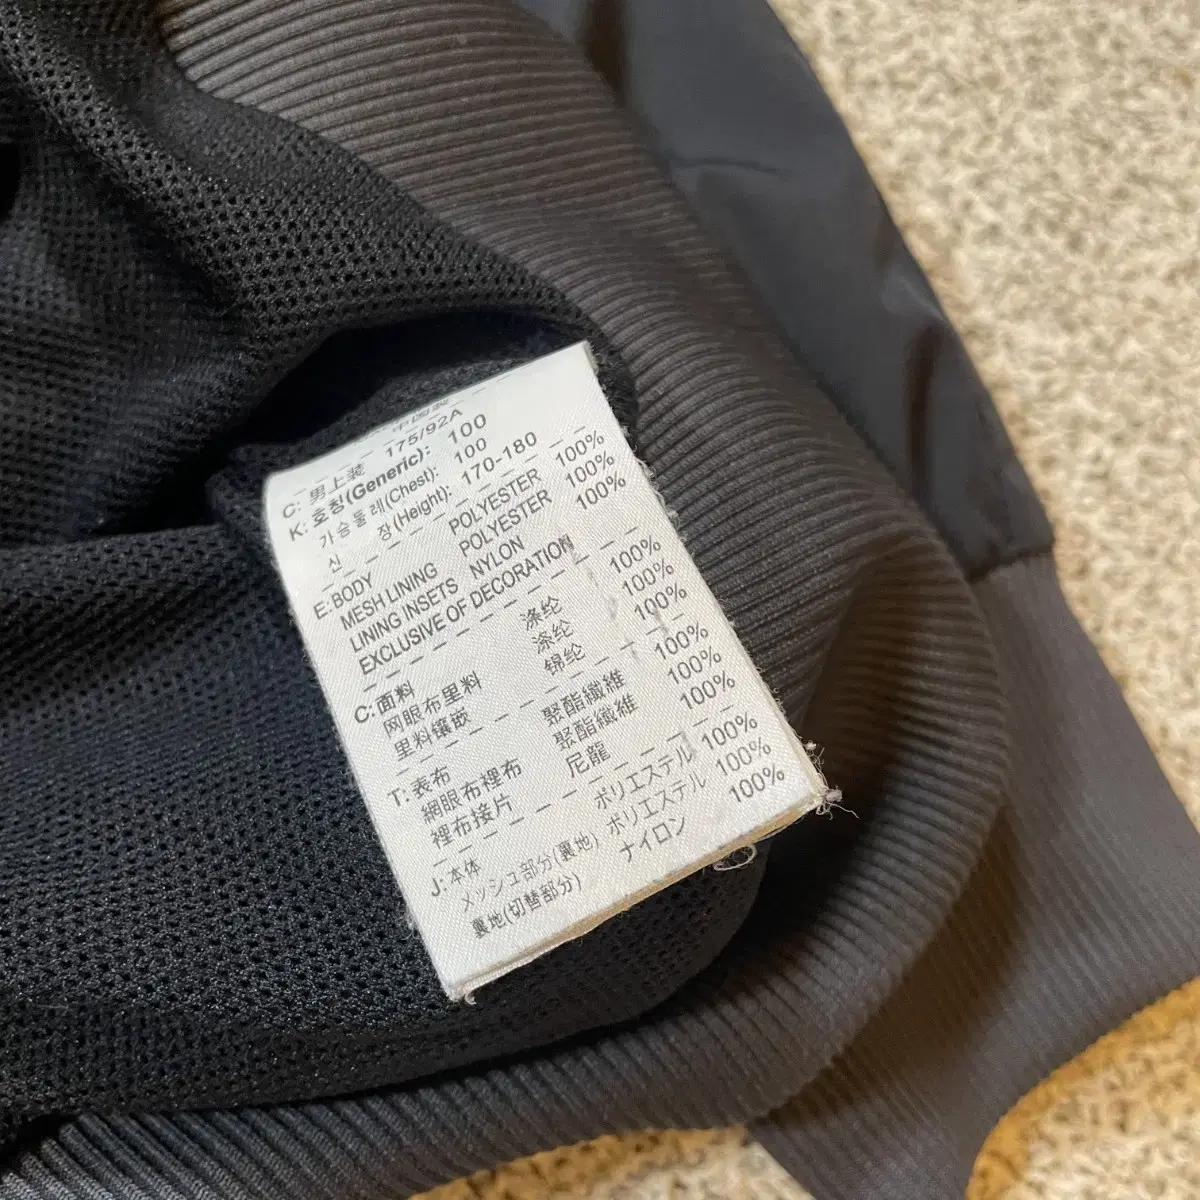 中国製
C: 男上装 175/92A
K: 호칭(Generic): 100
가슴둘레(Chest): 100
신 장(Height): 170-180
E: BODY POLYESTER 100%
MESH LINING POLYESTER 100%
LINING INSETS NYLON 100%
EXCLUSIVE OF DECORATION
C: 面料 涤纶 100%
网眼布里料 涤纶 100%
里料镶嵌 锦纶 100%
T: 表布 聚酯纖維 100%
網眼布裡布 聚酯纖維 100%
裡布接片 尼龍 100%
J: 本体 ポリエステル 100%
メッシュ部分(裏地) ポリエステル 100%
裏地(切替部分) ナイロン 100%